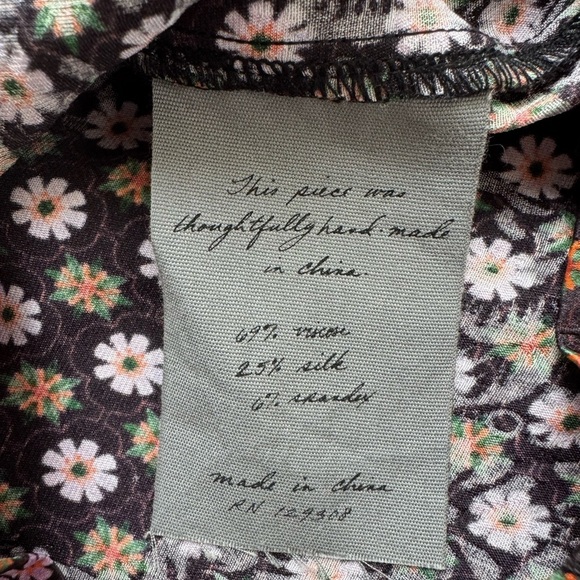 This piece was
thoughtfully hand-made
in china.
69% viscose
25% silk
6% spandex
made in china
RN 129308